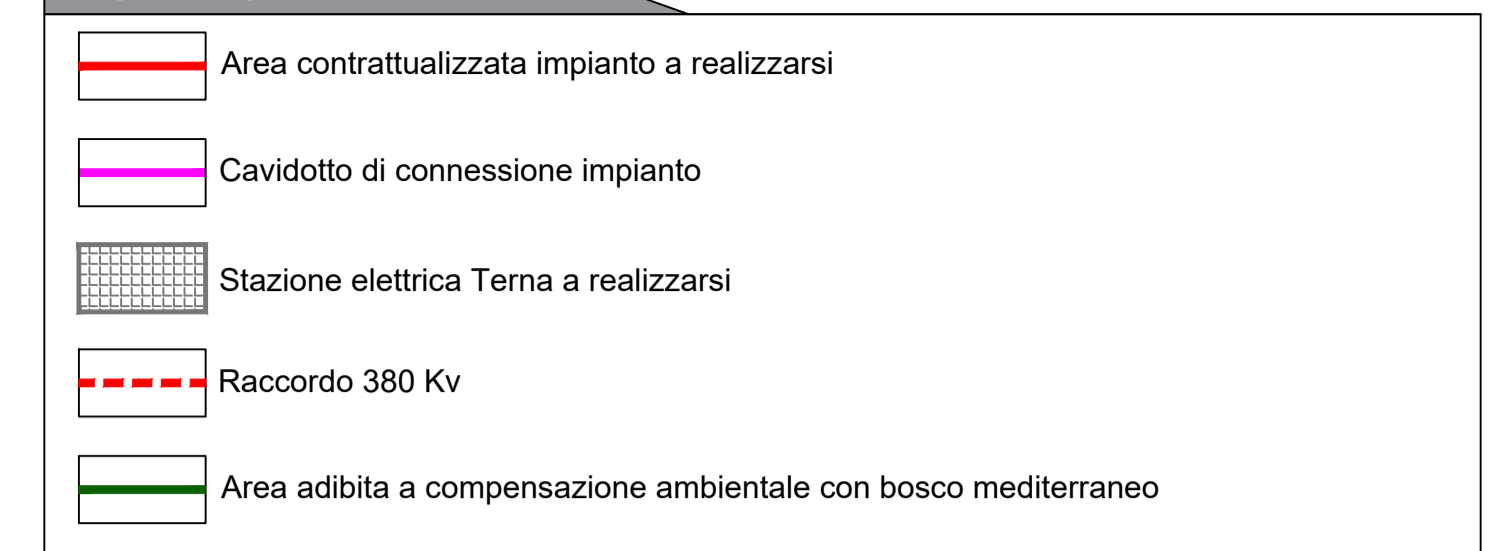 Area contrattualizzata impianto a realizzarsi
Cavidotto di connessione impianto
Stazione elettrica Terna a realizzarsi
Raccordo 380 Kv
Area adibita a compensazione ambientale con bosco mediterraneo